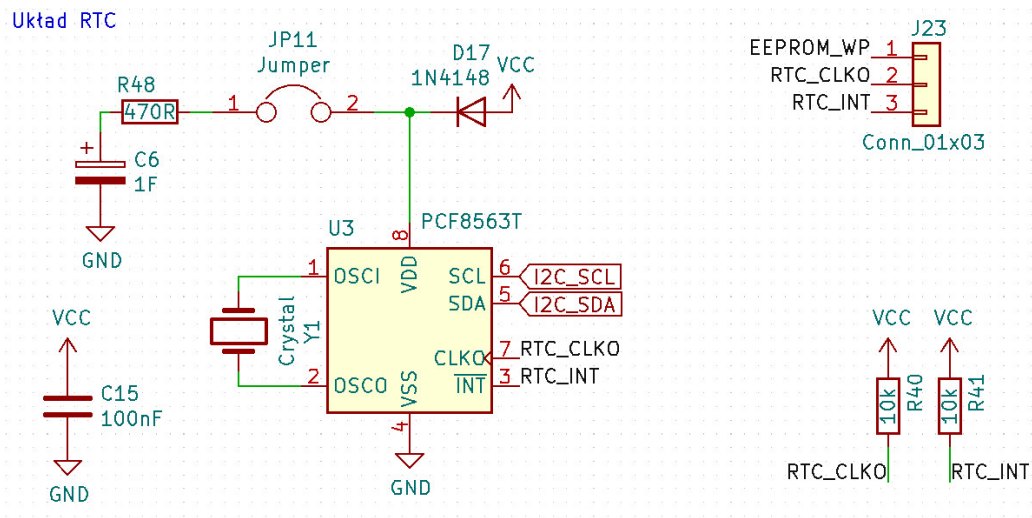 Układ RTC
JP11
Jumper
R48
470R
1
2
D17
1N4148
VCC
J23
EEPROM_WP
1
RTC_CLKO
2
RTC_INT
3
Conn_01x03
+
C6
1F
GND
U3
PCF8563T
8
VDD
1
OSCI
SCL
6
I2C_SCL
SDA
5
I2C_SDA
Crystal
Y1
CLKO
7
RTC_CLKO
2
OSCO
VSS
INT
3
RTC_INT
4
GND
VCC
C15
100nF
GND
VCC
VCC
10k
R40
10k
R41
RTC_CLKO
RTC_INT